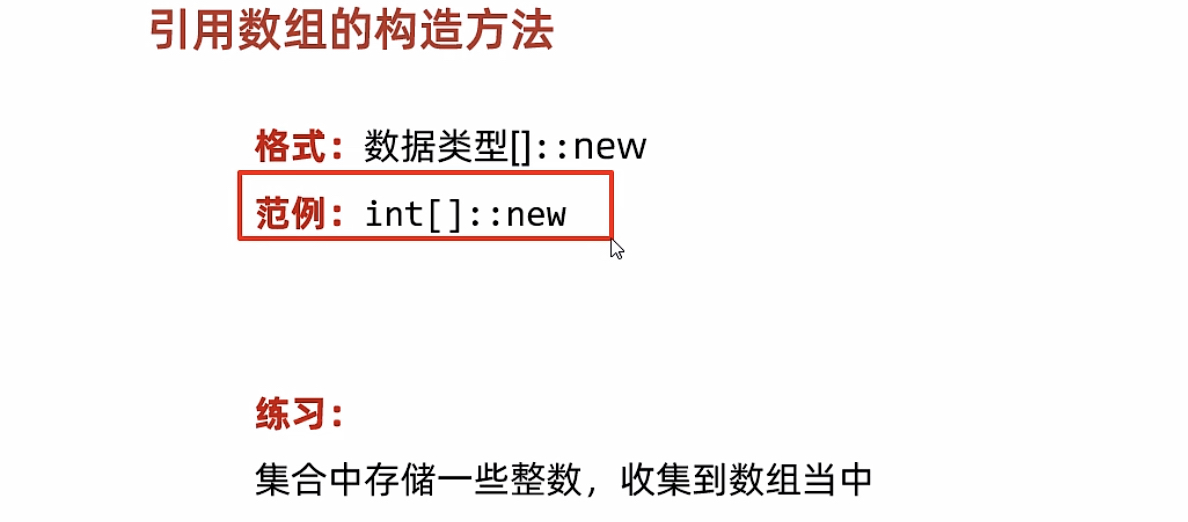 引用数组的构造方法
格式：数据类型[]::new
范例：int[]::new
练习：
集合中存储一些整数，收集到数组当中